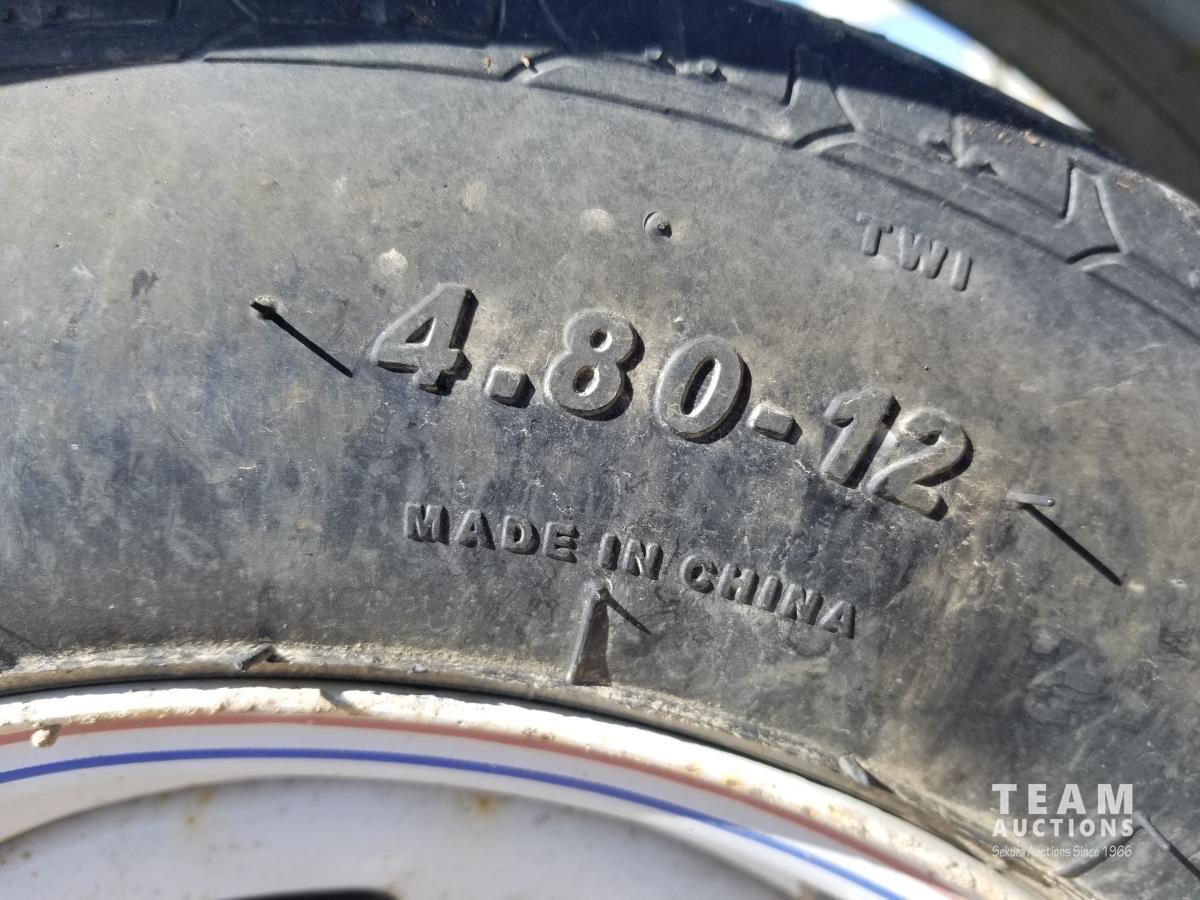 TWI
4.80-12
MADE IN CHINA
TEAM
AUCTIONS
Sekura Auctions Since 1966